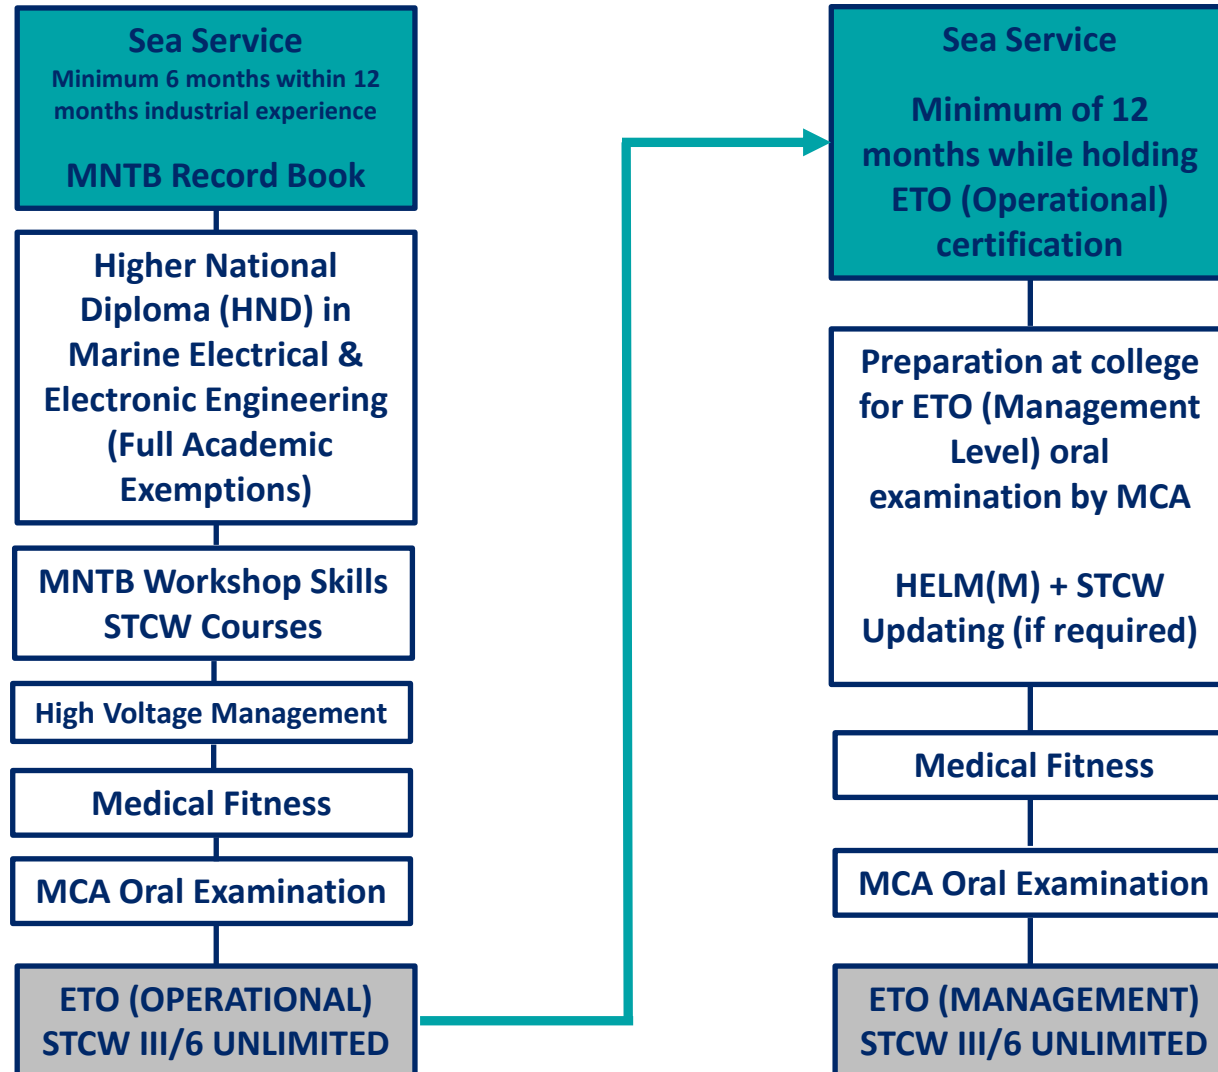 Sea Service
Minimum 6 months within 12
months industrial experience
MNTB Record Book
Higher National
Diploma (HND) in
Marine Electrical &
Electronic Engineering
(Full Academic
Exemptions)
MNTB Workshop Skills
STCW Courses
High Voltage Management
Medical Fitness
MCA Oral Examination
ETO (OPERATIONAL)
STCW III/6 UNLIMITED
Sea Service
Minimum of 12
months while holding
ETO (Operational)
certification
Preparation at college
for ETO (Management
Level) oral
examination by MCA
HELM(M) + STCW
Updating (if required)
Medical Fitness
MCA Oral Examination
ETO (MANAGEMENT)
STCW III/6 UNLIMITED